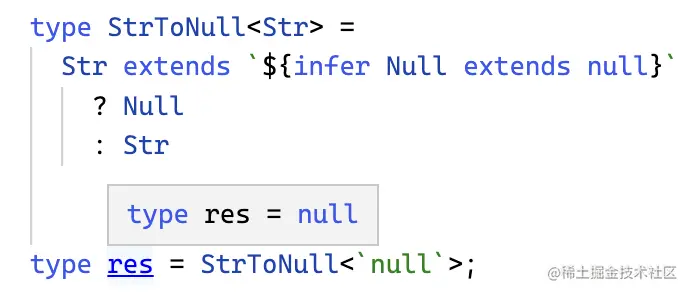 type StrToNull<Str> =
  Str extends `${infer Null extends null}`
    ? Null
    : Str
type res = null
type res = StrToNull<`null`>;
@稀土掘金技术社区